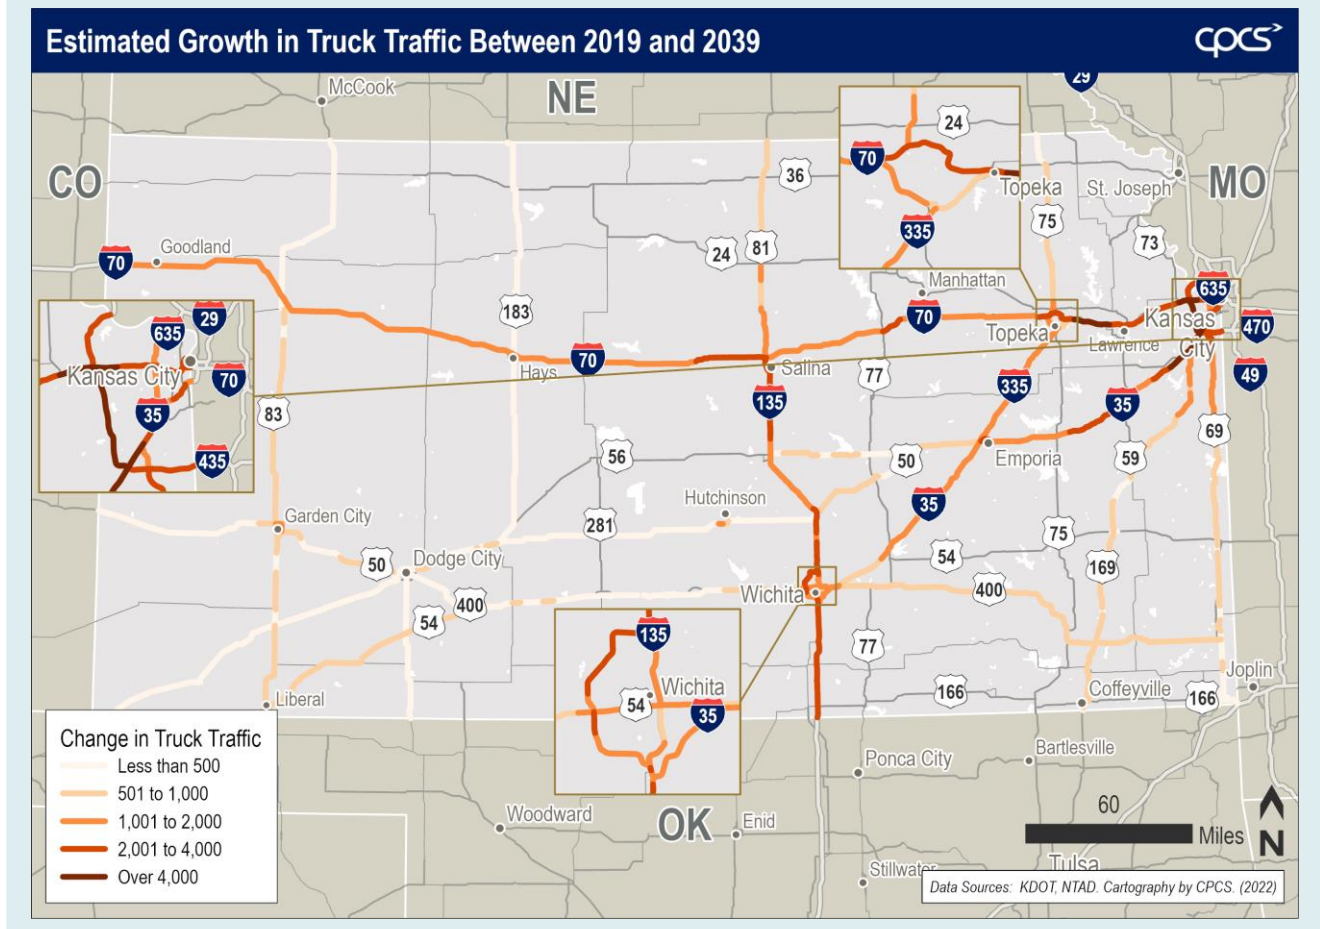 Estimated Growth in Truck Traffic Between 2019 and 2039
cpcs
29
McCook
NE
24
36
CO
70
Topeka
St. Joseph
MO
75
335
73
Goodland
24
81
70
Manhattan
635
29
635
183
70
Kansas
470
Topeka
Lawrence
City
70
Kansas City
70
Hays
Salina
77
335
49
35
83
135
35
69
56
50
Emporia
59
435
Hutchinson
35
Garden City
281
75
50
Dodge City
54
169
400
Wichita
400
54
135
77
Wichita
54
35
Liberal
166
Coffeyville
166
Joplin
Change in Truck Traffic
Less than 500
501 to 1,000
1,001 to 2,000
2,001 to 4,000
Over 4,000
Ponca City
Bartlesville
Woodward
OK
Enid
60
Miles
N
Stillwater
Tulsa
Data Sources: KDOT, NTAD. Cartography by CPCS. (2022)